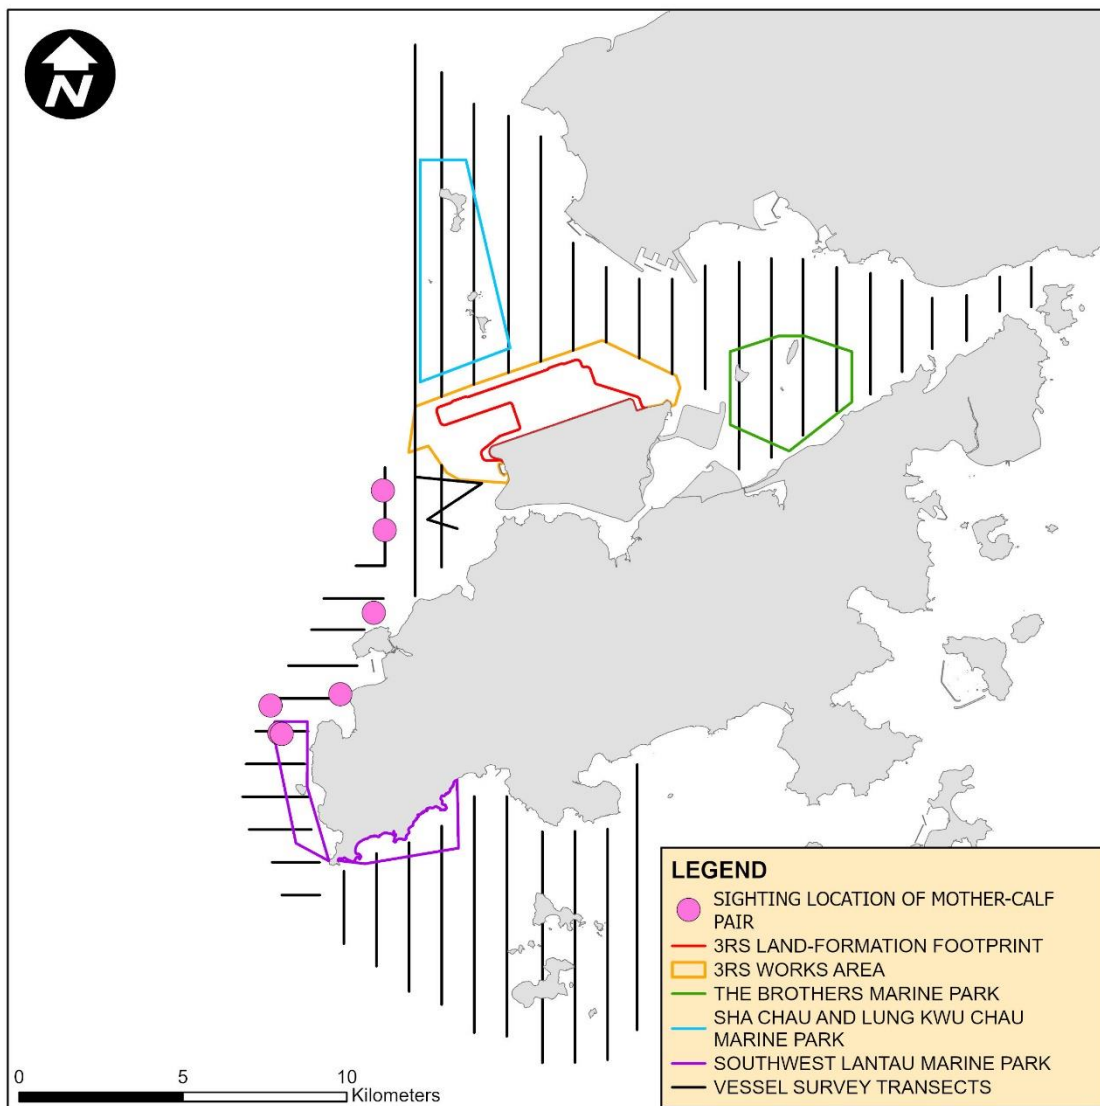 N
LEGEND
SIGHTING LOCATION OF MOTHER-CALF
PAIR
3RS LAND-FORMATION FOOTPRINT
3RS WORKS AREA
THE BROTHERS MARINE PARK
SHA CHAU AND LUNG KWU CHAU
MARINE PARK
SOUTHWEST LANTAU MARINE PARK
VESSEL SURVEY TRANSECTS
0 5 10
Kilometers